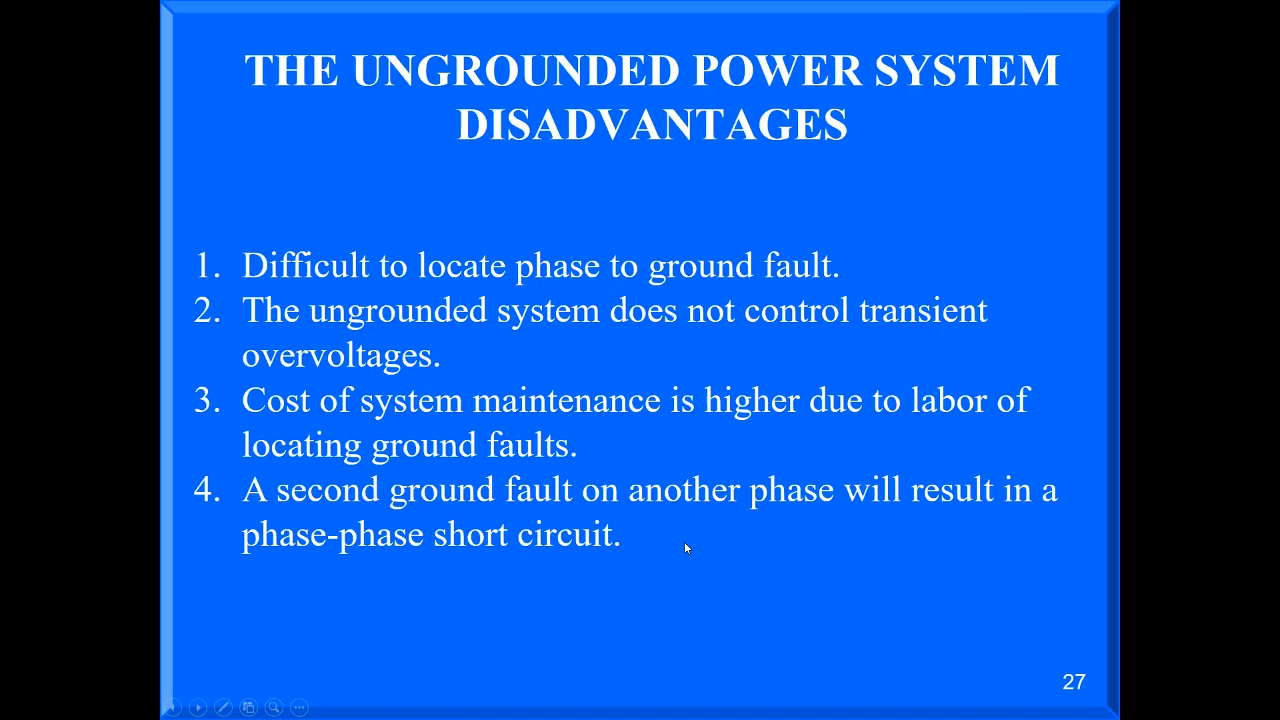 THE UNGROUNDED POWER SYSTEM
DISADVANTAGES
1. Difficult to locate phase to ground fault.
2. The ungrounded system does not control transient
overvoltages.
3. Cost of system maintenance is higher due to labor of
locating ground faults.
4. A second ground fault on another phase will result in a
phase-phase short circuit.
27